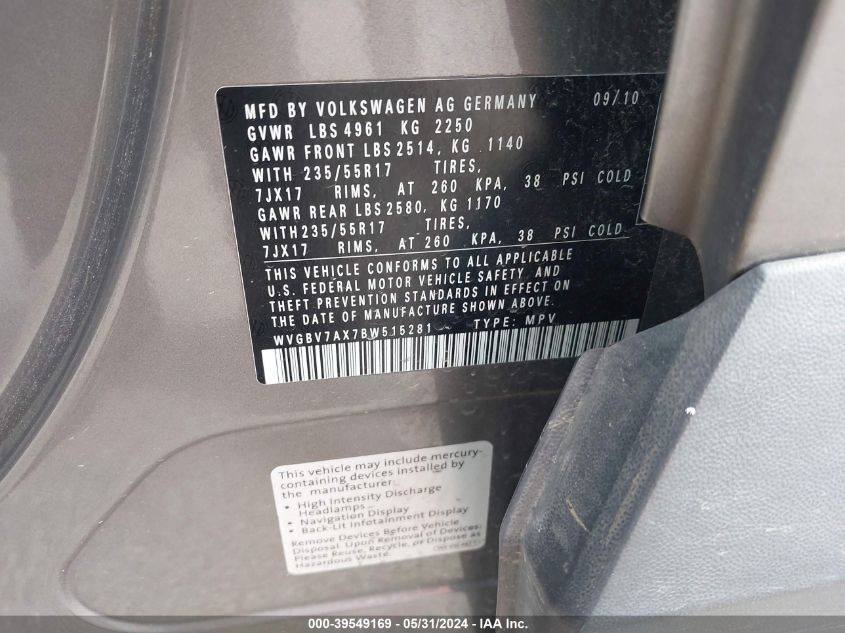 MFD BY VOLKSWAGEN AG GERMANY 09/10
GVWR LBS 4961 KG 2250
GAWR FRONT LBS 2514, KG 1140
WITH 235/55R17 TIRES,
7JX17 RIMS, AT 260 KPA, 38 PSI COLD
GAWR REAR LBS 2580, KG 1170
WITH235/55R17 TIRES,
7JX17 RIMS, AT 260 KPA, 38 PSI COLD
THIS VEHICLE CONFORMS TO ALL APPLICABLE
U.S. FEDERAL MOTOR VEHICLE SAFETY, AND
THEFT PREVENTION STANDARDS IN EFFECT ON
THE DATE OF MANUFACTURE SHOWN ABOVE.
WVGBV7AX7BW515281 TYPE: MPV
This vehicle may include mercury-
containing devices installed by
the manufacturer:
• High Intensity Discharge
Headlamps
• Navigation Display
• Back-Lit Infotainment Display
Remove Devices Before Vehicle
Disposal. Upon Removal of Devices
Please Reuse, Recycle, or Dispose as
Hazardous Waste.
000-39549169 - 05/31/2024 - IAA Inc.